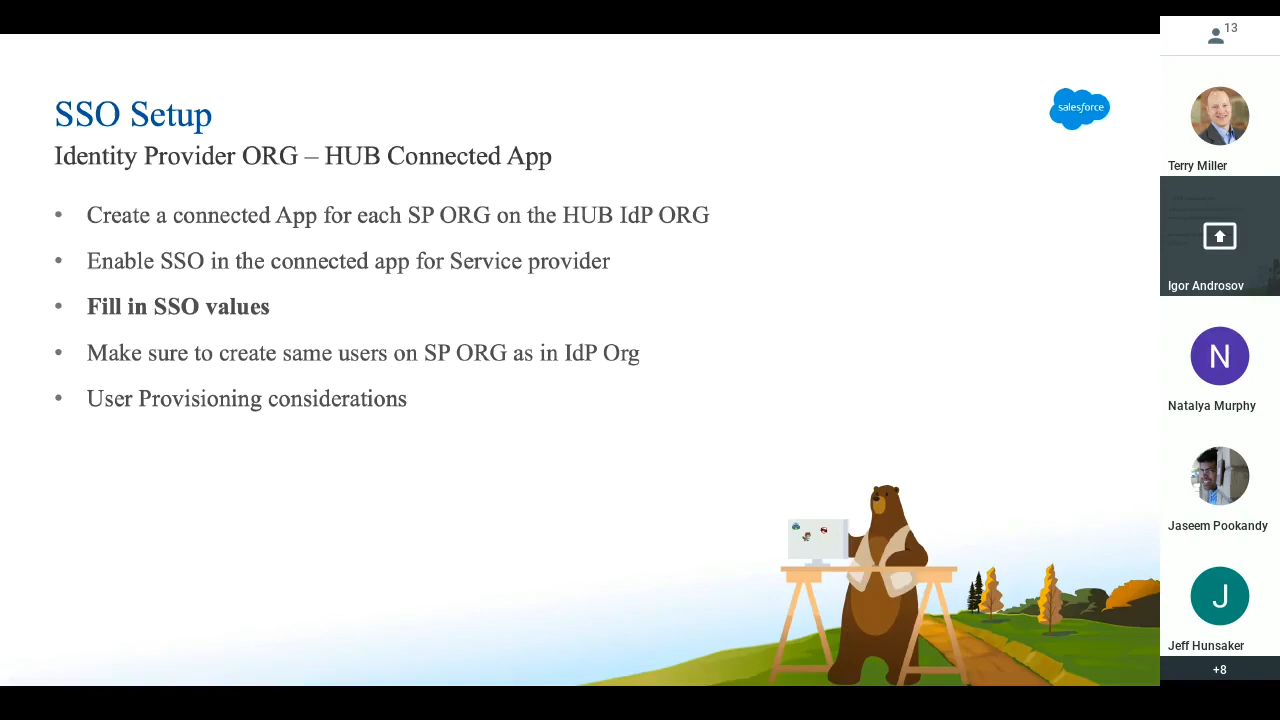 SSO Setup
salesforce
Identity Provider ORG – HUB Connected App
• Create a connected App for each SP ORG on the HUB IdP ORG
• Enable SSO in the connected app for Service provider
• Fill in SSO values
• Make sure to create same users on SP ORG as in IdP Org
• User Provisioning considerations
13
Terry Miller
Igor Androsov
N
Natalya Murphy
Jaseem Pookandy
J
Jeff Hunsaker
+8